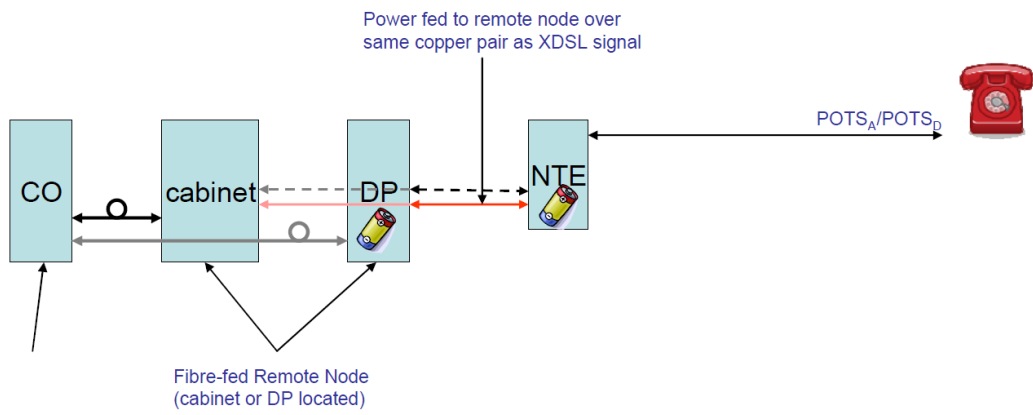 Power fed to remote node over
same copper pair as XDSL signal
POTSA/POTSD
CO
cabinet
DP
NTE
Fibre-fed Remote Node
(cabinet or DP located)